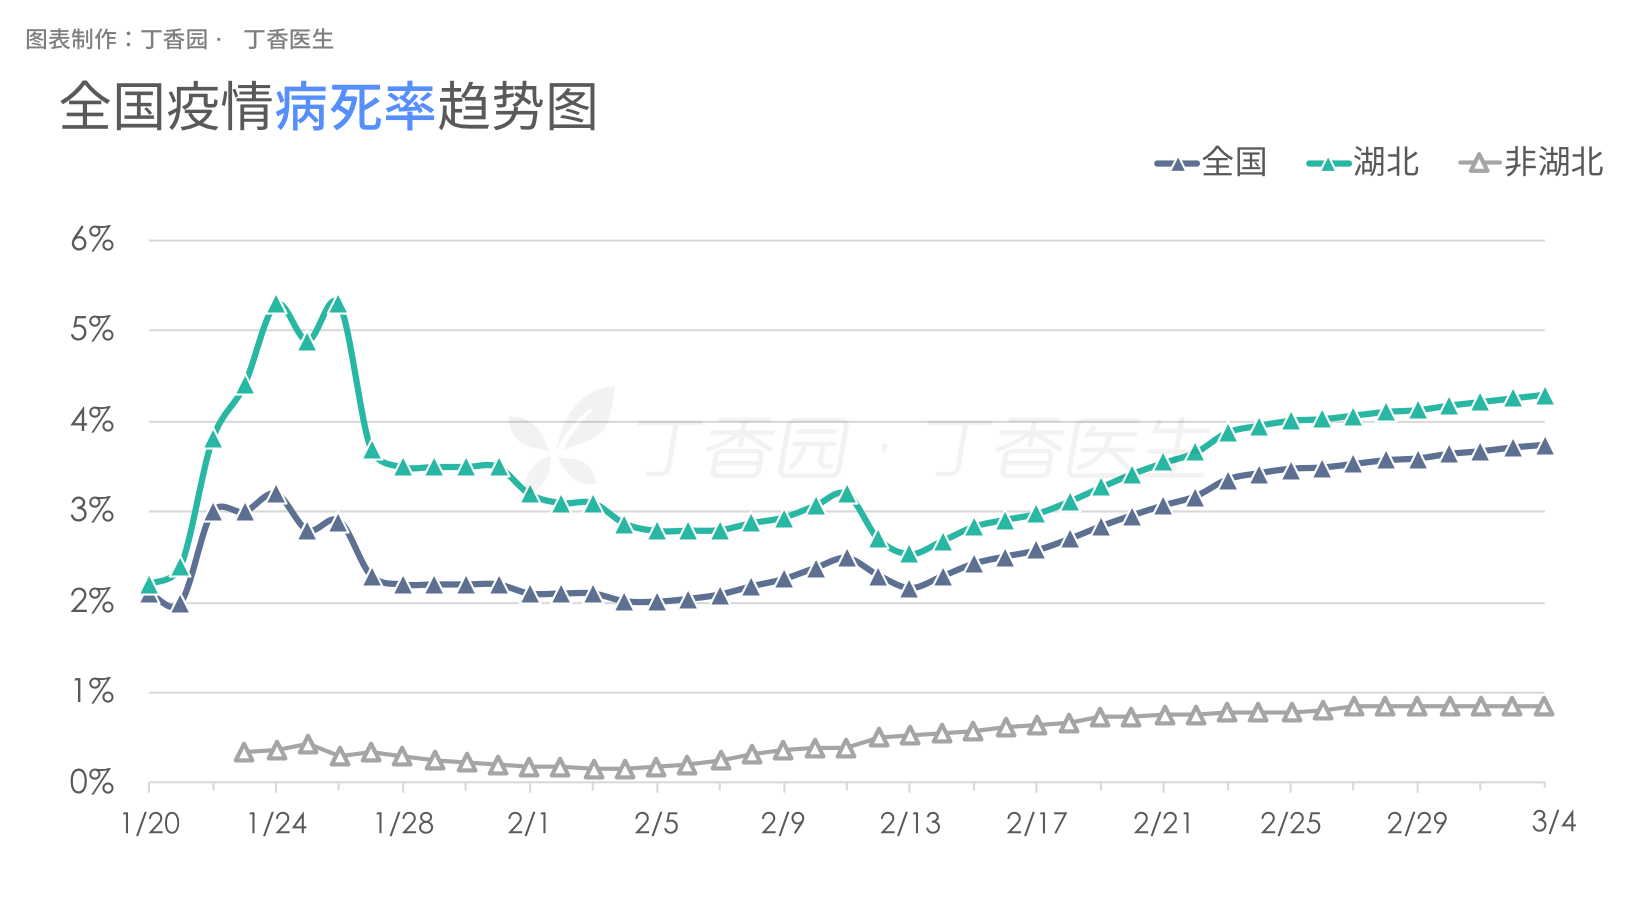 图表制作：丁香园 · 丁香医生
全国疫情病死率趋势图
全国 湖北 非湖北
6%
5%
4%
丁香园 · 丁香医生
3%
2%
1%
0%
1/20 1/24 1/28 2/1 2/5 2/9 2/13 2/17 2/21 2/25 2/29 3/4